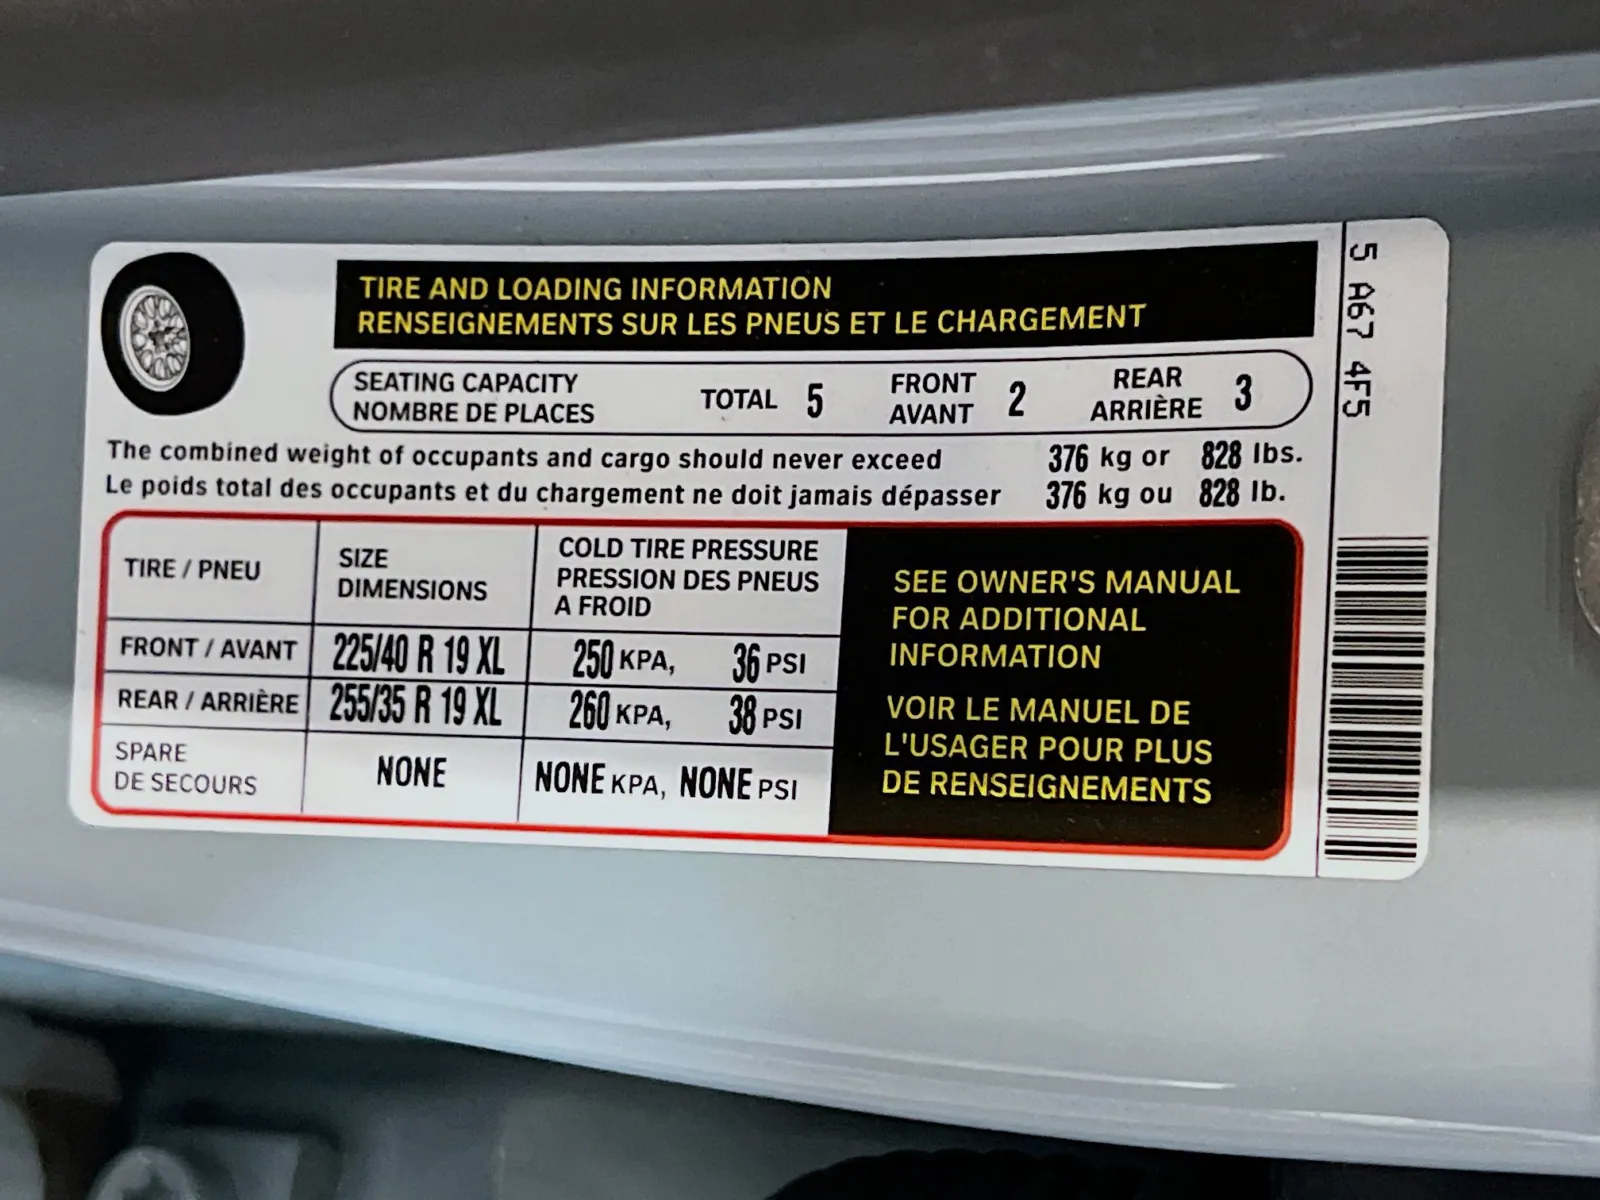 TIRE AND LOADING INFORMATION
RENSEIGNEMENTS SUR LES PNEUS ET LE CHARGEMENT
SEATING CAPACITY
NOMBRE DE PLACES
TOTAL 5
FRONT
AVANT 2
REAR
ARRIÈRE 3
The combined weight of occupants and cargo should never exceed 376 kg or 828 lbs.
Le poids total des occupants et du chargement ne doit jamais dépasser 376 kg ou 828 lb.
TIRE / PNEU
SIZE
DIMENSIONS
COLD TIRE PRESSURE
PRESSION DES PNEUS
A FROID
FRONT / AVANT 225/40 R 19 XL 250 KPA, 36 PSI
REAR / ARRIÈRE 255/35 R 19 XL 260 KPA, 38 PSI
SPARE
DE SECOURS
NONE NONE KPA, NONE PSI
SEE OWNER'S MANUAL
FOR ADDITIONAL
INFORMATION
VOIR LE MANUEL DE
L'USAGER POUR PLUS
DE RENSEIGNEMENTS
5 A67 4F5